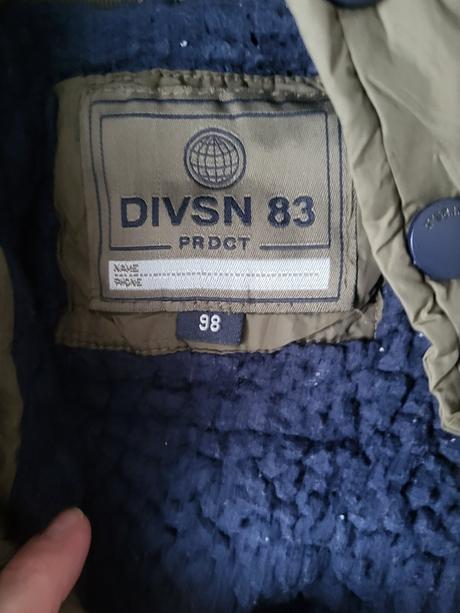 DIVSN 83
PRDCT
NAME
PHONE
98